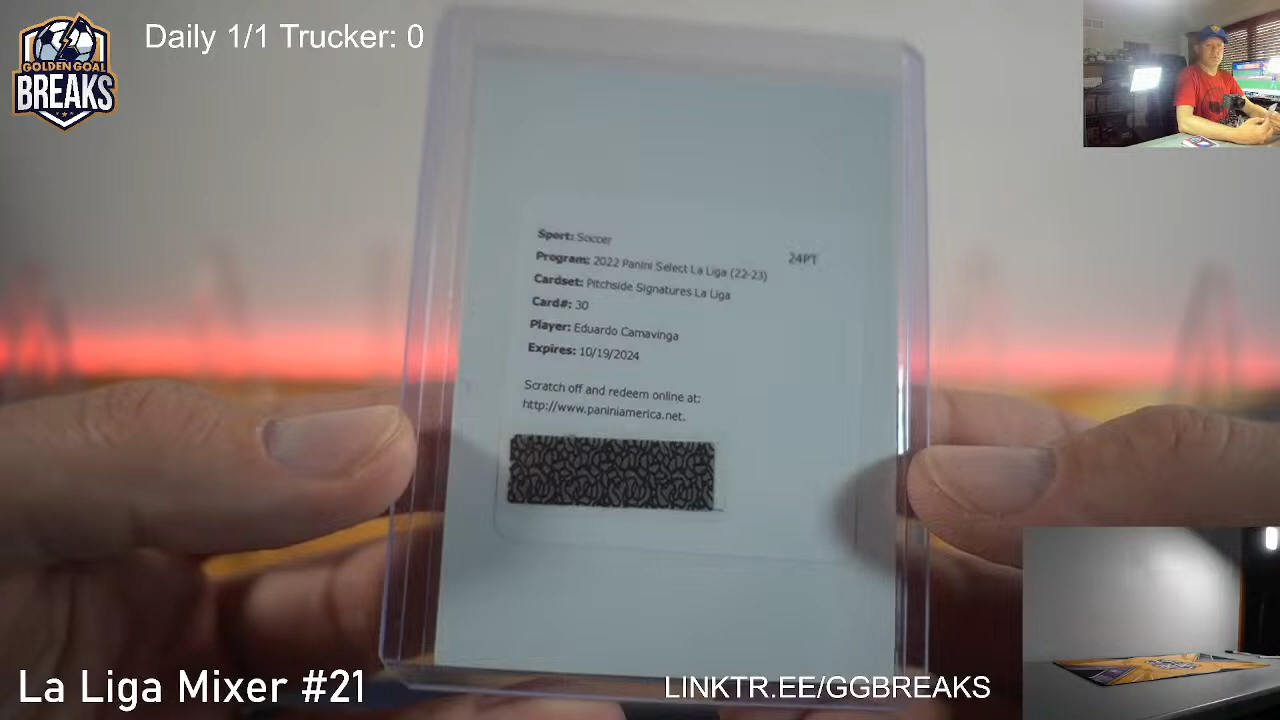 GOLDEN GOAL
BREAKS
Daily 1/1 Trucker: 0
Sport: Soccer
24PT
Program: 2022 Panini Select La Liga (22-23)
Cardset: Pitchside Signatures La Liga
Card#: 30
Player: Eduardo Camavinga
Expires: 10/19/2024
Scratch off and redeem online at:
http://www.paniniamerica.net.
La Liga Mixer #21
LINKTR.EE/GGBREAKS